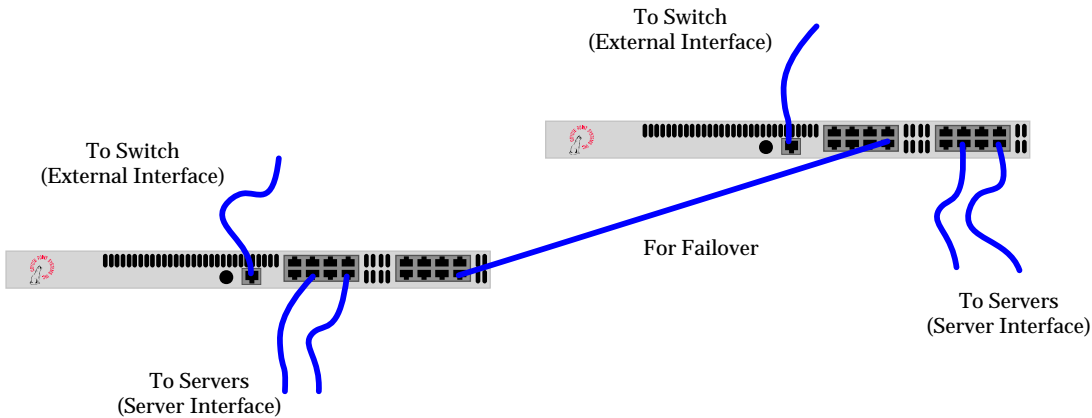 To Switch
(External Interface)
To Switch
(External Interface)
For Failover
To Servers
(Server Interface)
To Servers
(Server Interface)